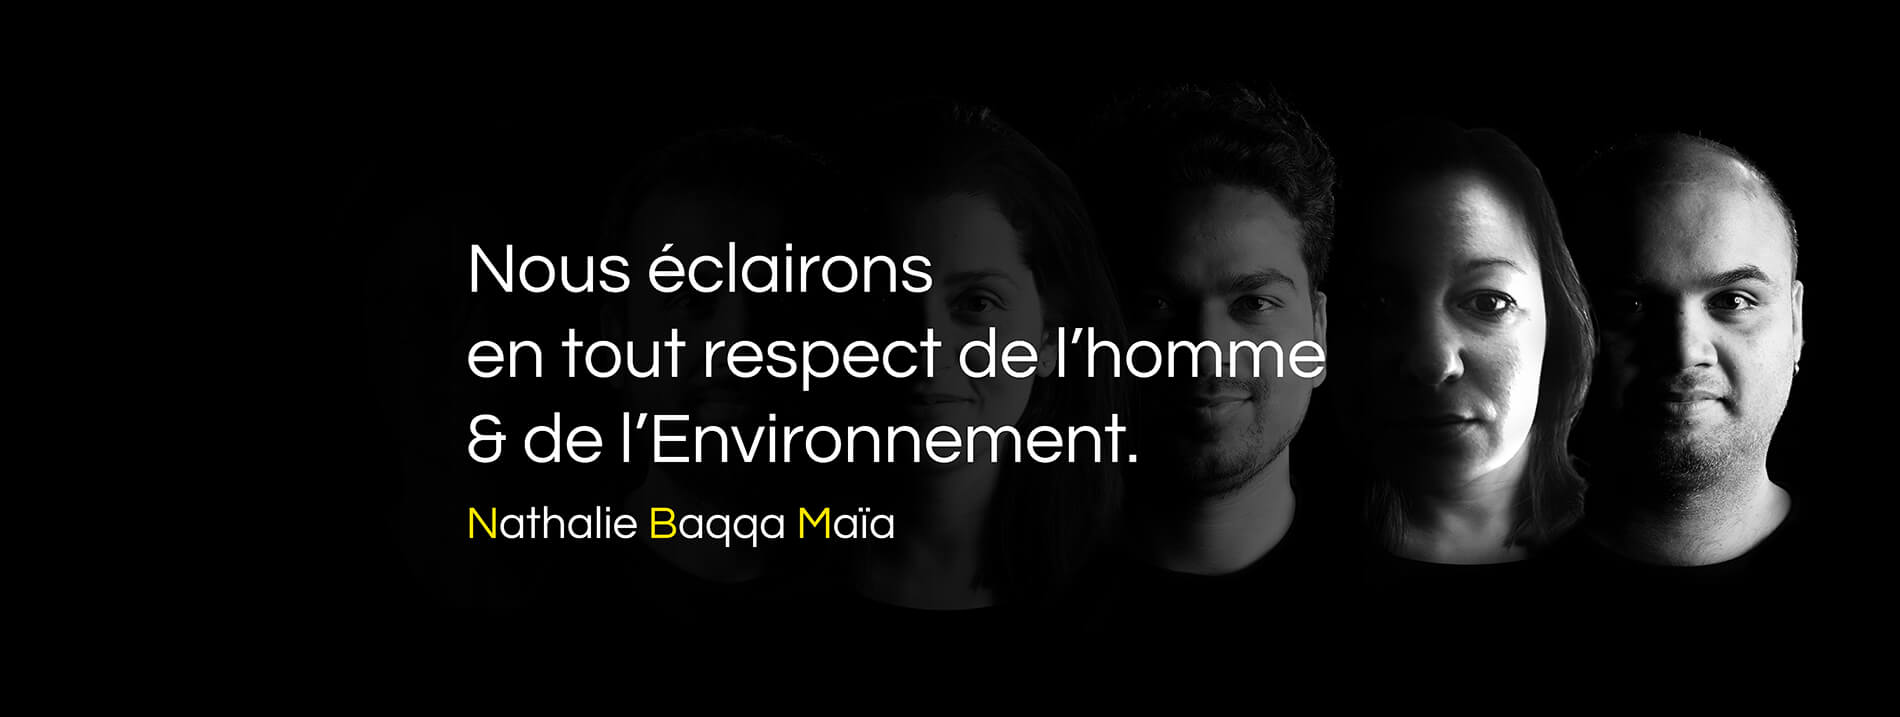 Nous éclairons
en tout respect de l’homme
& de l’Environnement.
Nathalie Baqqa Maïa